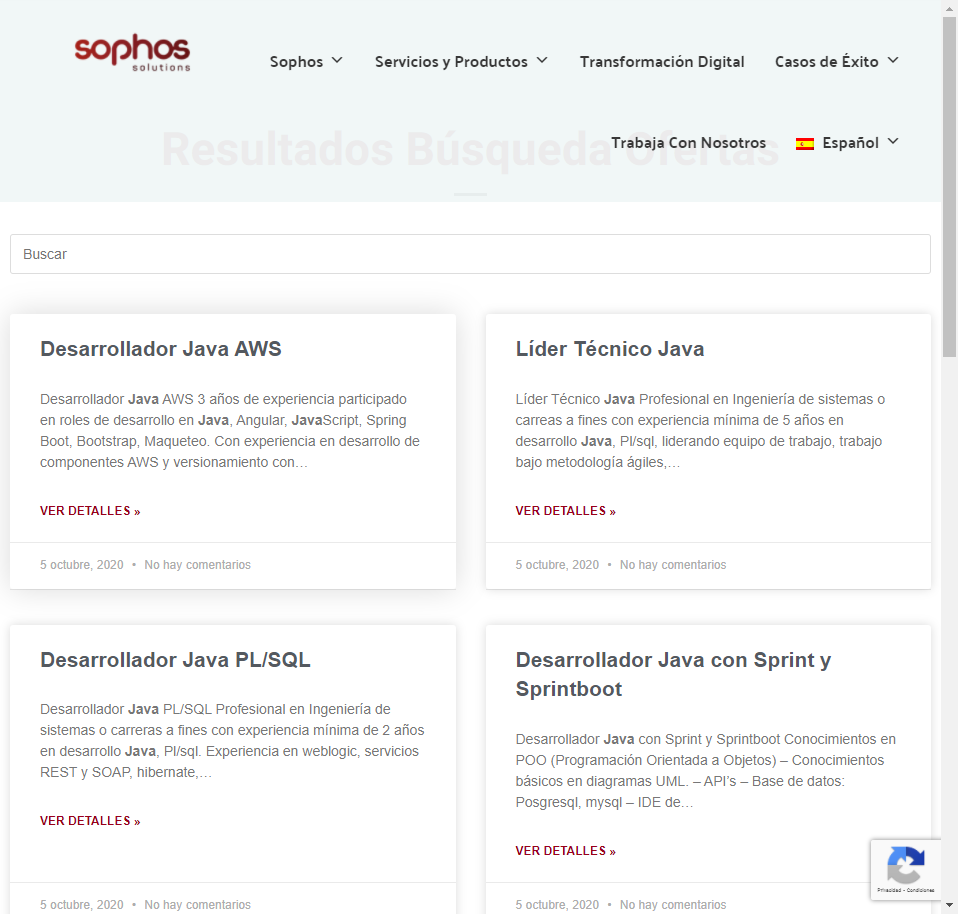 sophos
solutions
Sophos
Servicios y Productos
Transformación Digital
Casos de Éxito
Trabaja Con Nosotros
Español
Resultados Búsqueda Ofertas
Buscar
Desarrollador Java AWS
Desarrollador Java AWS 3 años de experiencia participado
en roles de desarrollo en Java, Angular, JavaScript, Spring
Boot, Bootstrap, Maqueteo. Con experiencia en desarrollo de
componentes AWS y versionamiento con…
VER DETALLES »
5 octubre, 2020 • No hay comentarios
Líder Técnico Java
Líder Técnico Java Profesional en Ingeniería de sistemas o
carreas a fines con experiencia mínima de 5 años en
desarrollo Java, Pl/sql, liderando equipo de trabajo, trabajo
bajo metodología ágiles,…
VER DETALLES »
5 octubre, 2020 • No hay comentarios
Desarrollador Java PL/SQL
Desarrollador Java PL/SQL Profesional en Ingeniería de
sistemas o carreras a fines con experiencia mínima de 2 años
en desarrollo Java, Pl/sql. Experiencia en weblogic, servicios
REST y SOAP, hibernate,…
VER DETALLES »
5 octubre, 2020 • No hay comentarios
Desarrollador Java con Sprint y
Sprintboot
Desarrollador Java con Sprint y Sprintboot Conocimientos en
POO (Programación Orientada a Objetos) – Conocimientos
básicos en diagramas UML. – API’s – Base de datos:
Posgresql, mysql – IDE de…
VER DETALLES »
5 octubre, 2020 • No hay comentarios
Privacidad - Condiciones